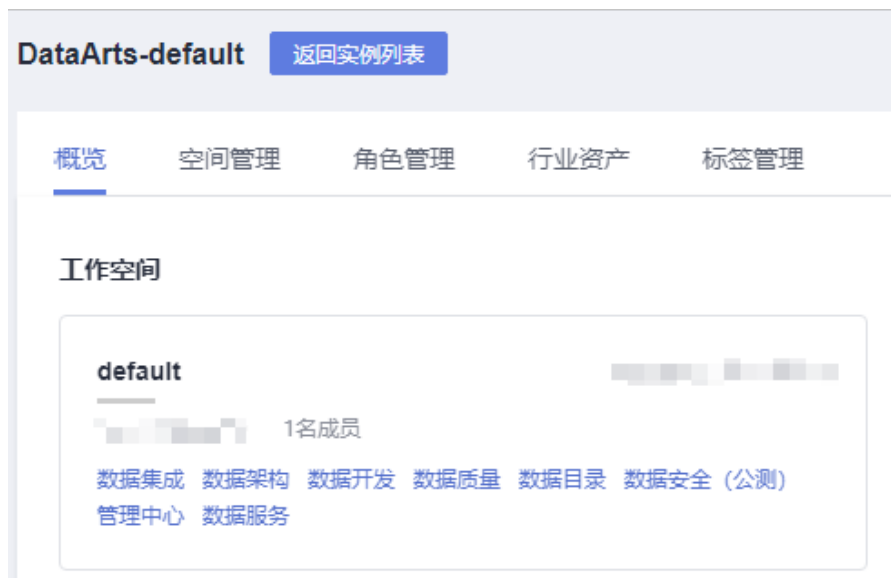 DataArts-default 返回实例列表
概览 空间管理 角色管理 行业资产 标签管理
工作空间
default
1名成员
数据集成 数据架构 数据开发 数据质量 数据目录 数据安全（公测）
管理中心 数据服务